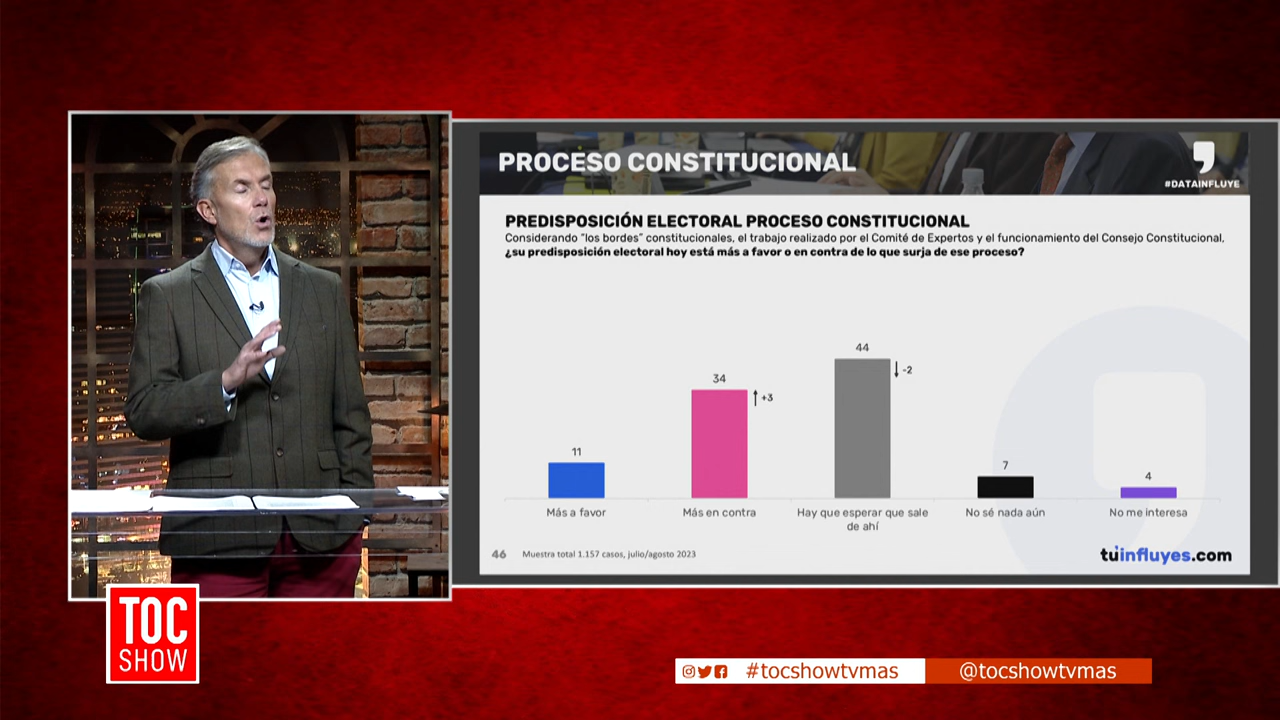 PROCESO CONSTITUCIONAL
#DATAINFLUYE
PREDISPOSICIÓN ELECTORAL PROCESO CONSTITUCIONAL
Considerando "los bordes" constitucionales, el trabajo realizado por el Comité de Expertos y el funcionamiento del Consejo Constitucional,
¿su predisposición electoral hoy está más a favor o en contra de lo que surja de ese proceso?
11
34
+3
44
-2
7
4
Más a favor
Más en contra
Hay que esperar que sale
de ahí
No sé nada aún
No me interesa
46
Muestra total 1.157 casos, julio/agosto 2023
tuinfluyes.com
TOC
SHOW
#tocshowtvmas
@tocshowtvmas